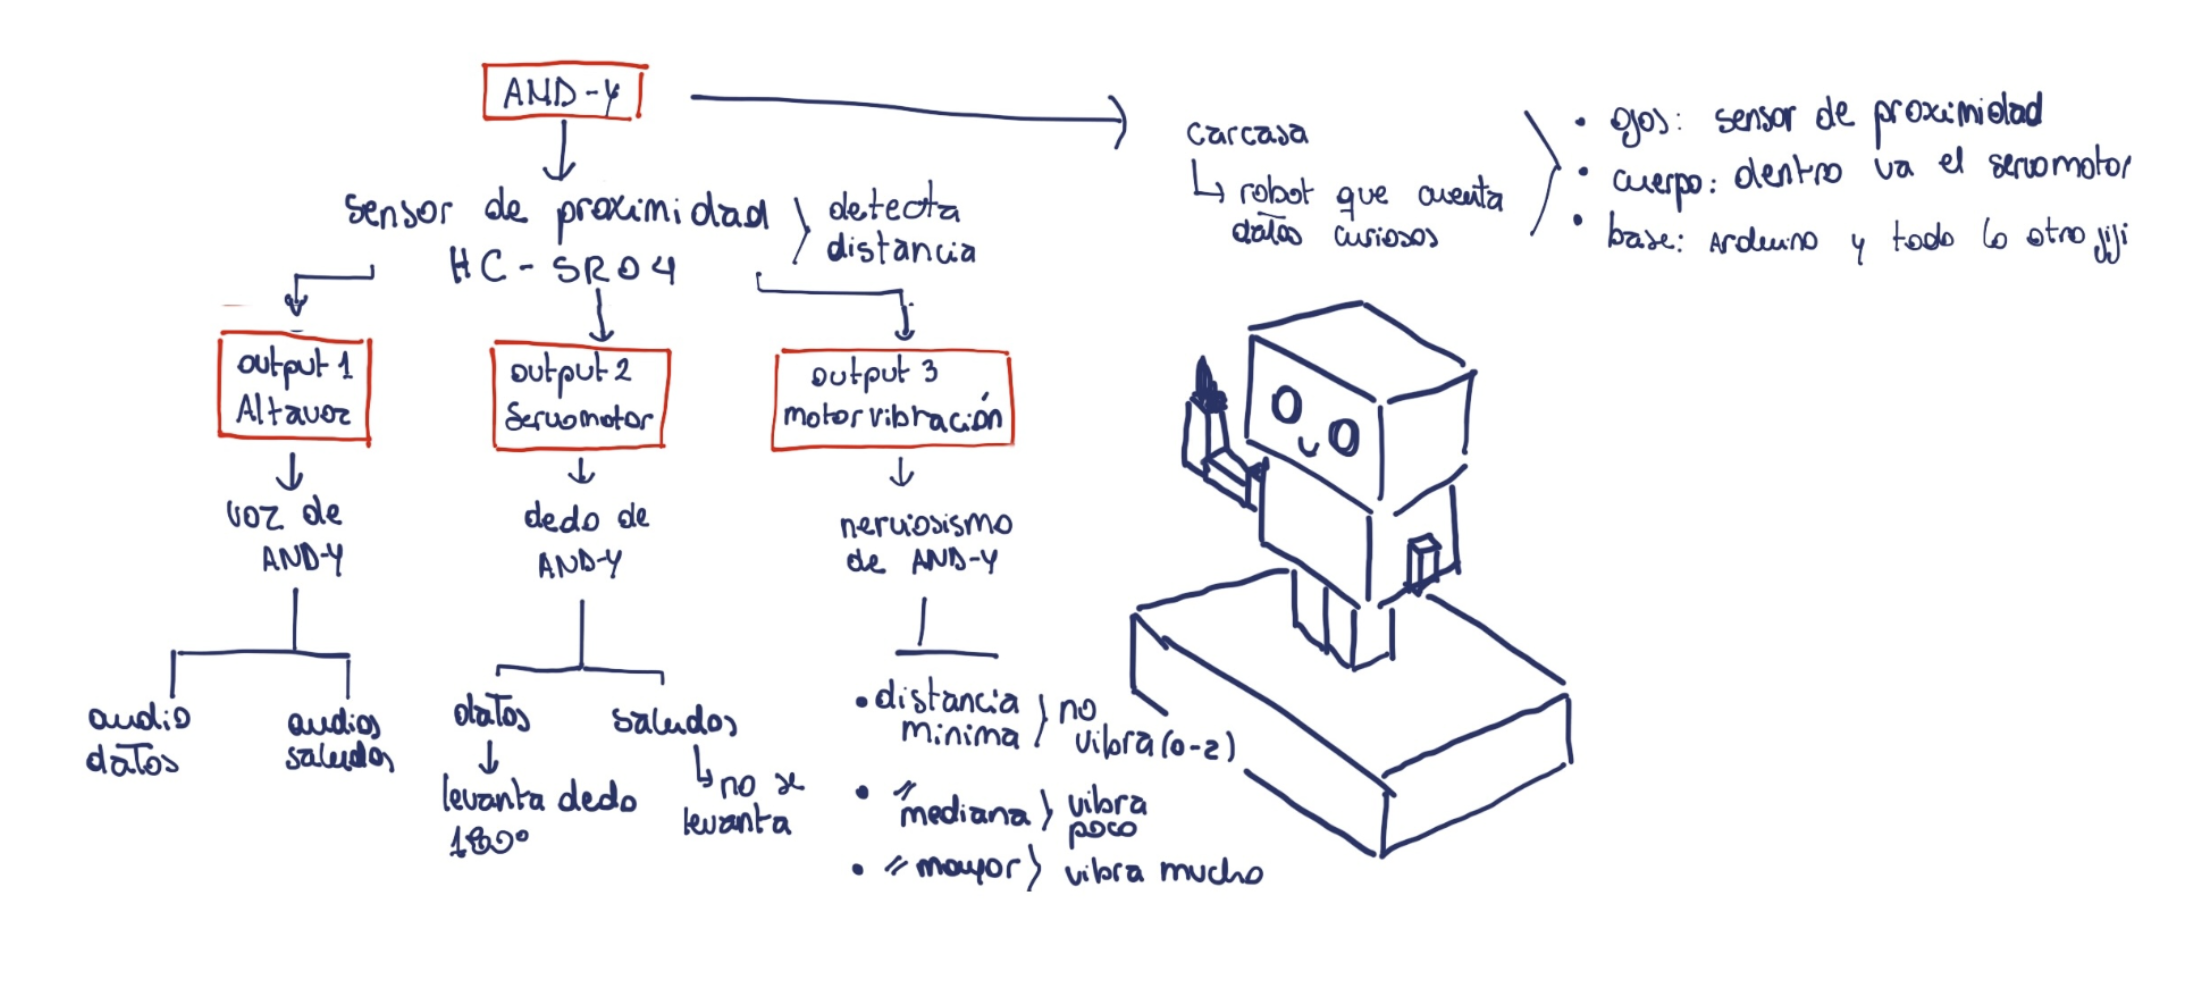 AND-Y
sensor de proximidad
HC-SR04
detecta
distancia
carcasa
robot que cuenta
datos curiosos
• ojos: sensor de proximidad
• cuerpo: dentro va el servomotor
• base: Arduino y todo lo otro jiji
output 1
Altavoz
voz de
AND-Y
audio
datos
audios
saludos
output 2
Servomotor
dedo de
AND-Y
datos
levanta dedo
180°
saludos
no se
levanta
output 3
motor vibración
nerviosismo
de AND-Y
• distancia
minima
no
vibra (0-2)
• "
mediana
vibra
poco
• " mayor
vibra mucho